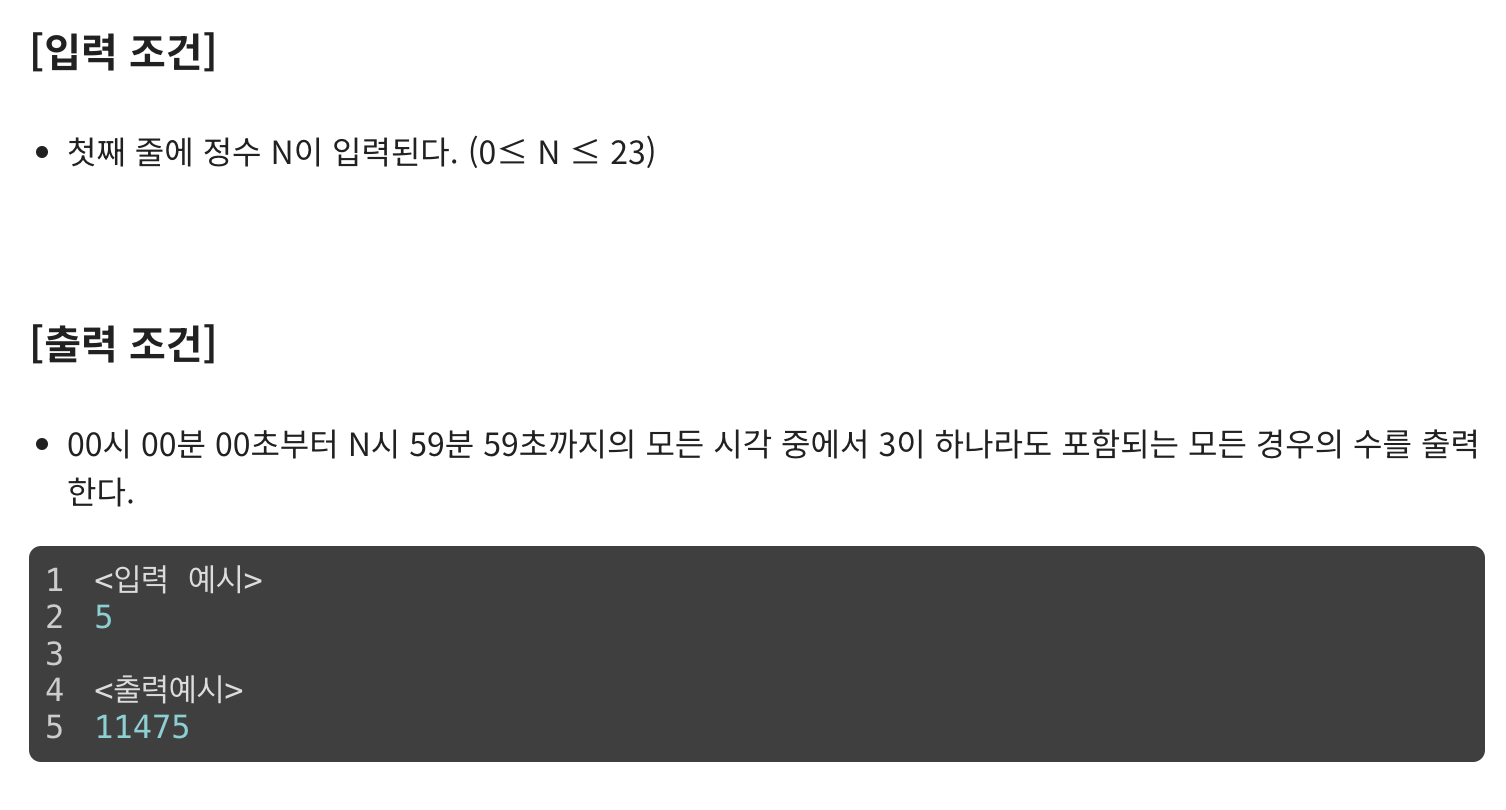 [입력 조건]
• 첫째 줄에 정수 N이 입력된다. (0≤ N ≤ 23)
[출력 조건]
• 00시 00분 00초부터 N시 59분 59초까지의 모든 시각 중에서 3이 하나라도 포함되는 모든 경우의 수를 출력
한다.
1 <입력 예시>
2 5
3
4 <출력예시>
5 11475